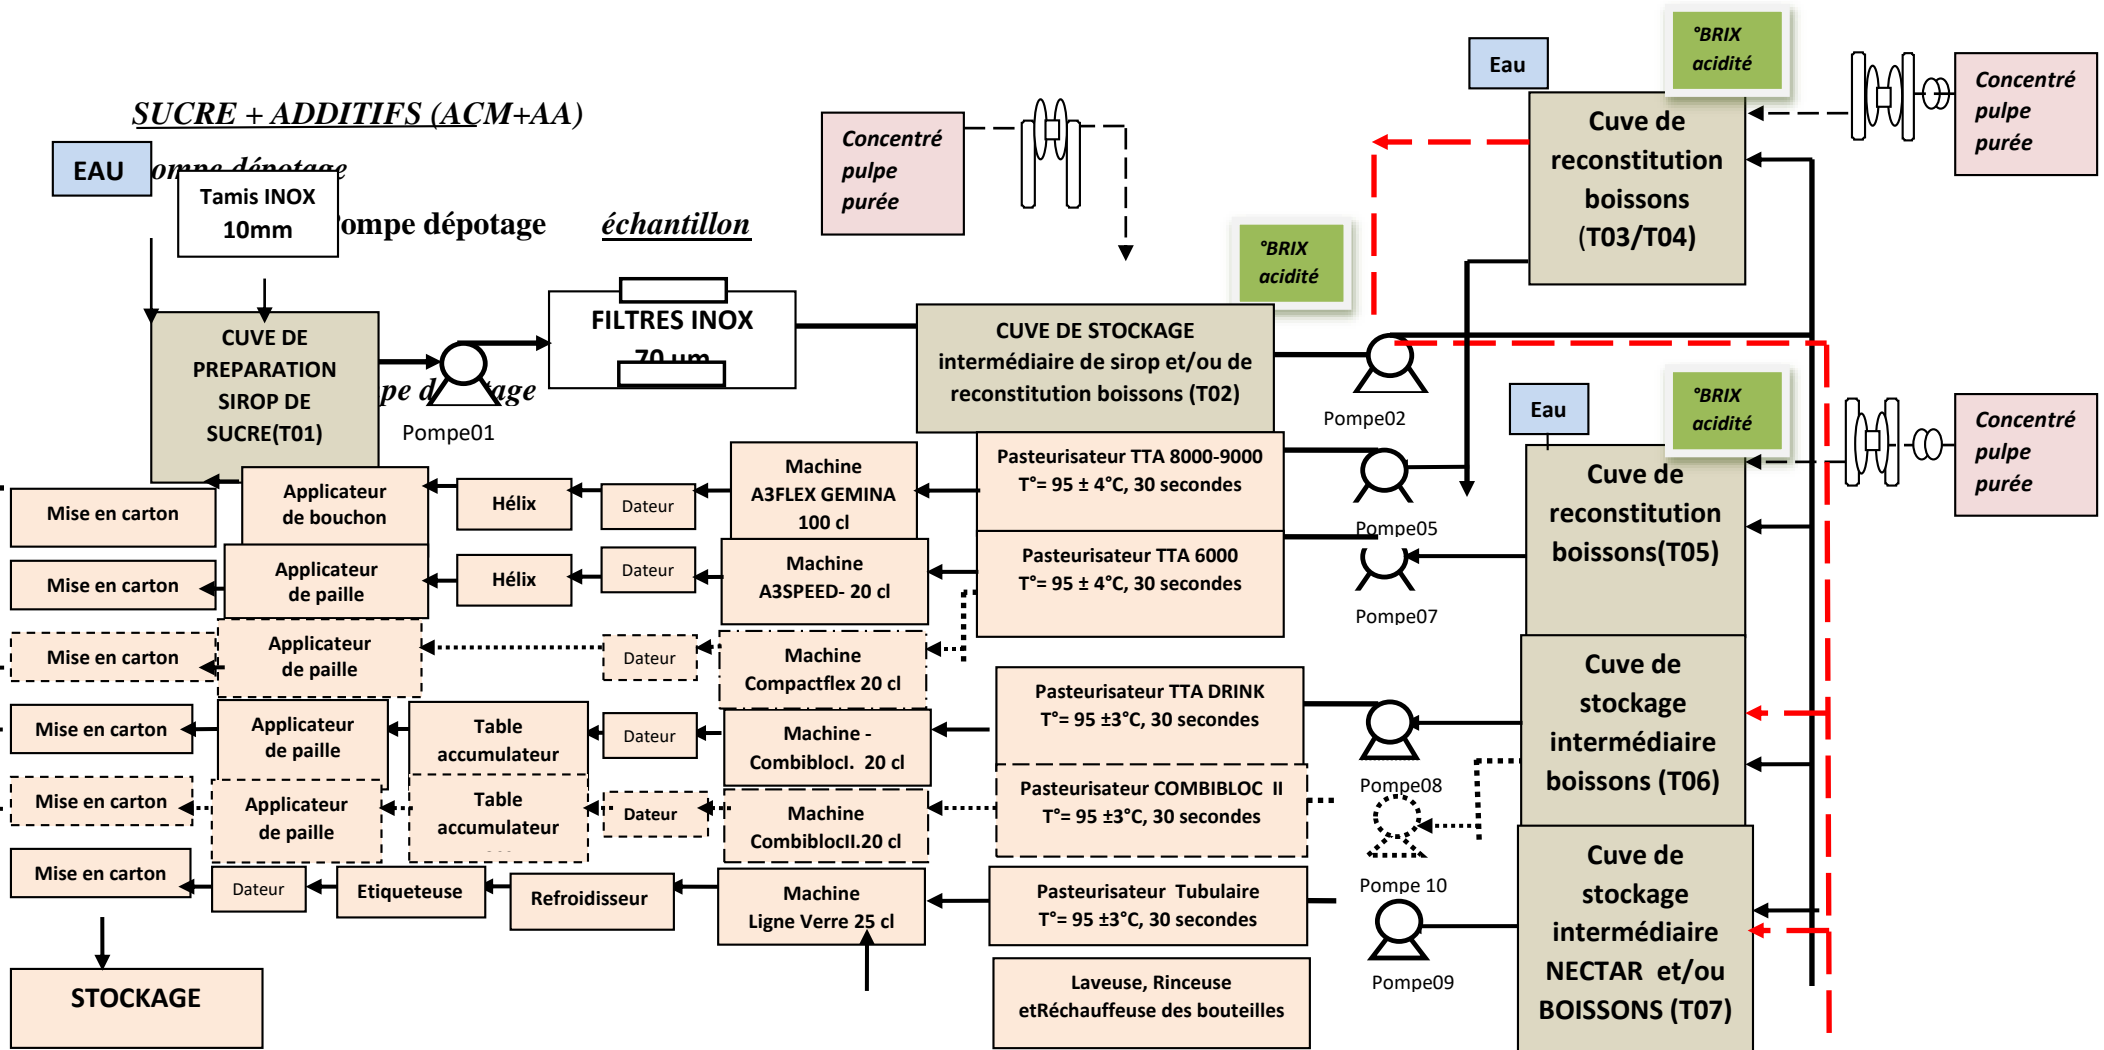 SUCRE + ADDITIFS (ACM+AA)
EAU
ompe dépotage
Tamis INOX
10mm
ompe dépotage
échantillon
Concentré
pulpe
purée
°BRIX
acidité
Eau
°BRIX
acidité
Cuve de
reconstitution
boissons
(T03/T04)
Concentré
pulpe
purée
CUVE DE
PREPARATION
SIROP DE
SUCRE(T01)
pe d
tage
Pompe01
FILTRES INOX
70 µm
CUVE DE STOCKAGE
intermédiaire de sirop et/ou de
reconstitution boissons (T02)
Pompe02
Eau
°BRIX
acidité
Cuve de
reconstitution
boissons(T05)
Concentré
pulpe
purée
Mise en carton
Applicateur
de bouchon
Hélix
Dateur
Machine
A3FLEX GEMINA
100 cl
Pasteurisateur TTA 8000-9000
T°= 95 ± 4°C, 30 secondes
Pompe05
Mise en carton
Applicateur
de paille
Hélix
Dateur
Machine
A3SPEED- 20 cl
Pasteurisateur TTA 6000
T°= 95 ± 4°C, 30 secondes
Pompe07
Mise en carton
Applicateur
de paille
Dateur
Machine
Compactflex 20 cl
Cuve de
stockage
intermédiaire
boissons (T06)
Mise en carton
Applicateur
de paille
Table
accumulateur
Dateur
Machine -
CombiblocI.  20 cl
Pasteurisateur TTA DRINK
T°= 95 ±3°C, 30 secondes
Pompe08
Mise en carton
Applicateur
de paille
Table
accumulateur
Dateur
Machine
CombiblocII.20 cl
Pasteurisateur COMBIBLOC  II
T°= 95 ±3°C, 30 secondes
Pompe 10
Mise en carton
Dateur
Etiqueteuse
Refroidisseur
Machine
Ligne Verre 25 cl
Pasteurisateur  Tubulaire
T°= 95 ±3°C, 30 secondes
Pompe09
Cuve de
stockage
intermédiaire
NECTAR  et/ou
BOISSONS (T07)
STOCKAGE
Laveuse, Rinceuse
etRéchauffeuse des bouteilles